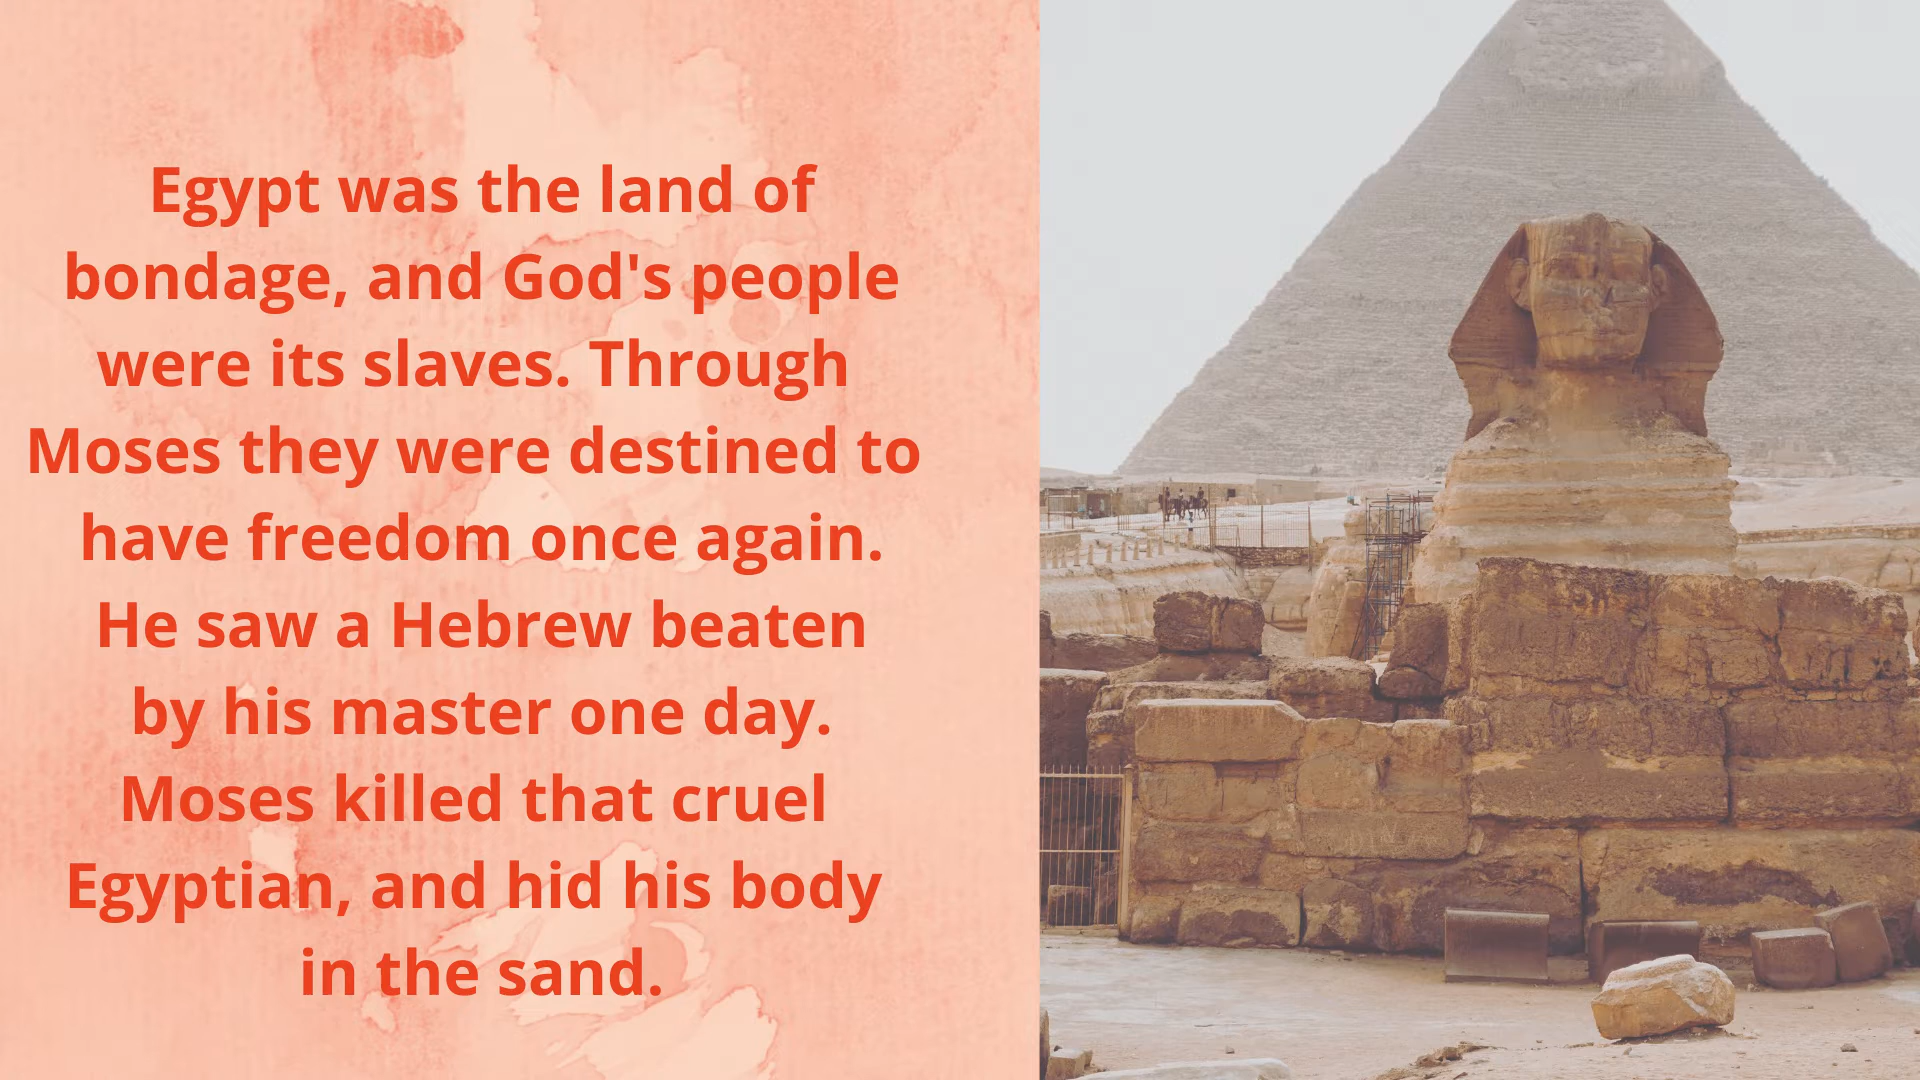 Egypt was the land of
bondage, and God's people
were its slaves. Through
Moses they were destined to
have freedom once again.
He saw a Hebrew beaten
by his master one day.
Moses killed that cruel
Egyptian, and hid his body
in the sand.